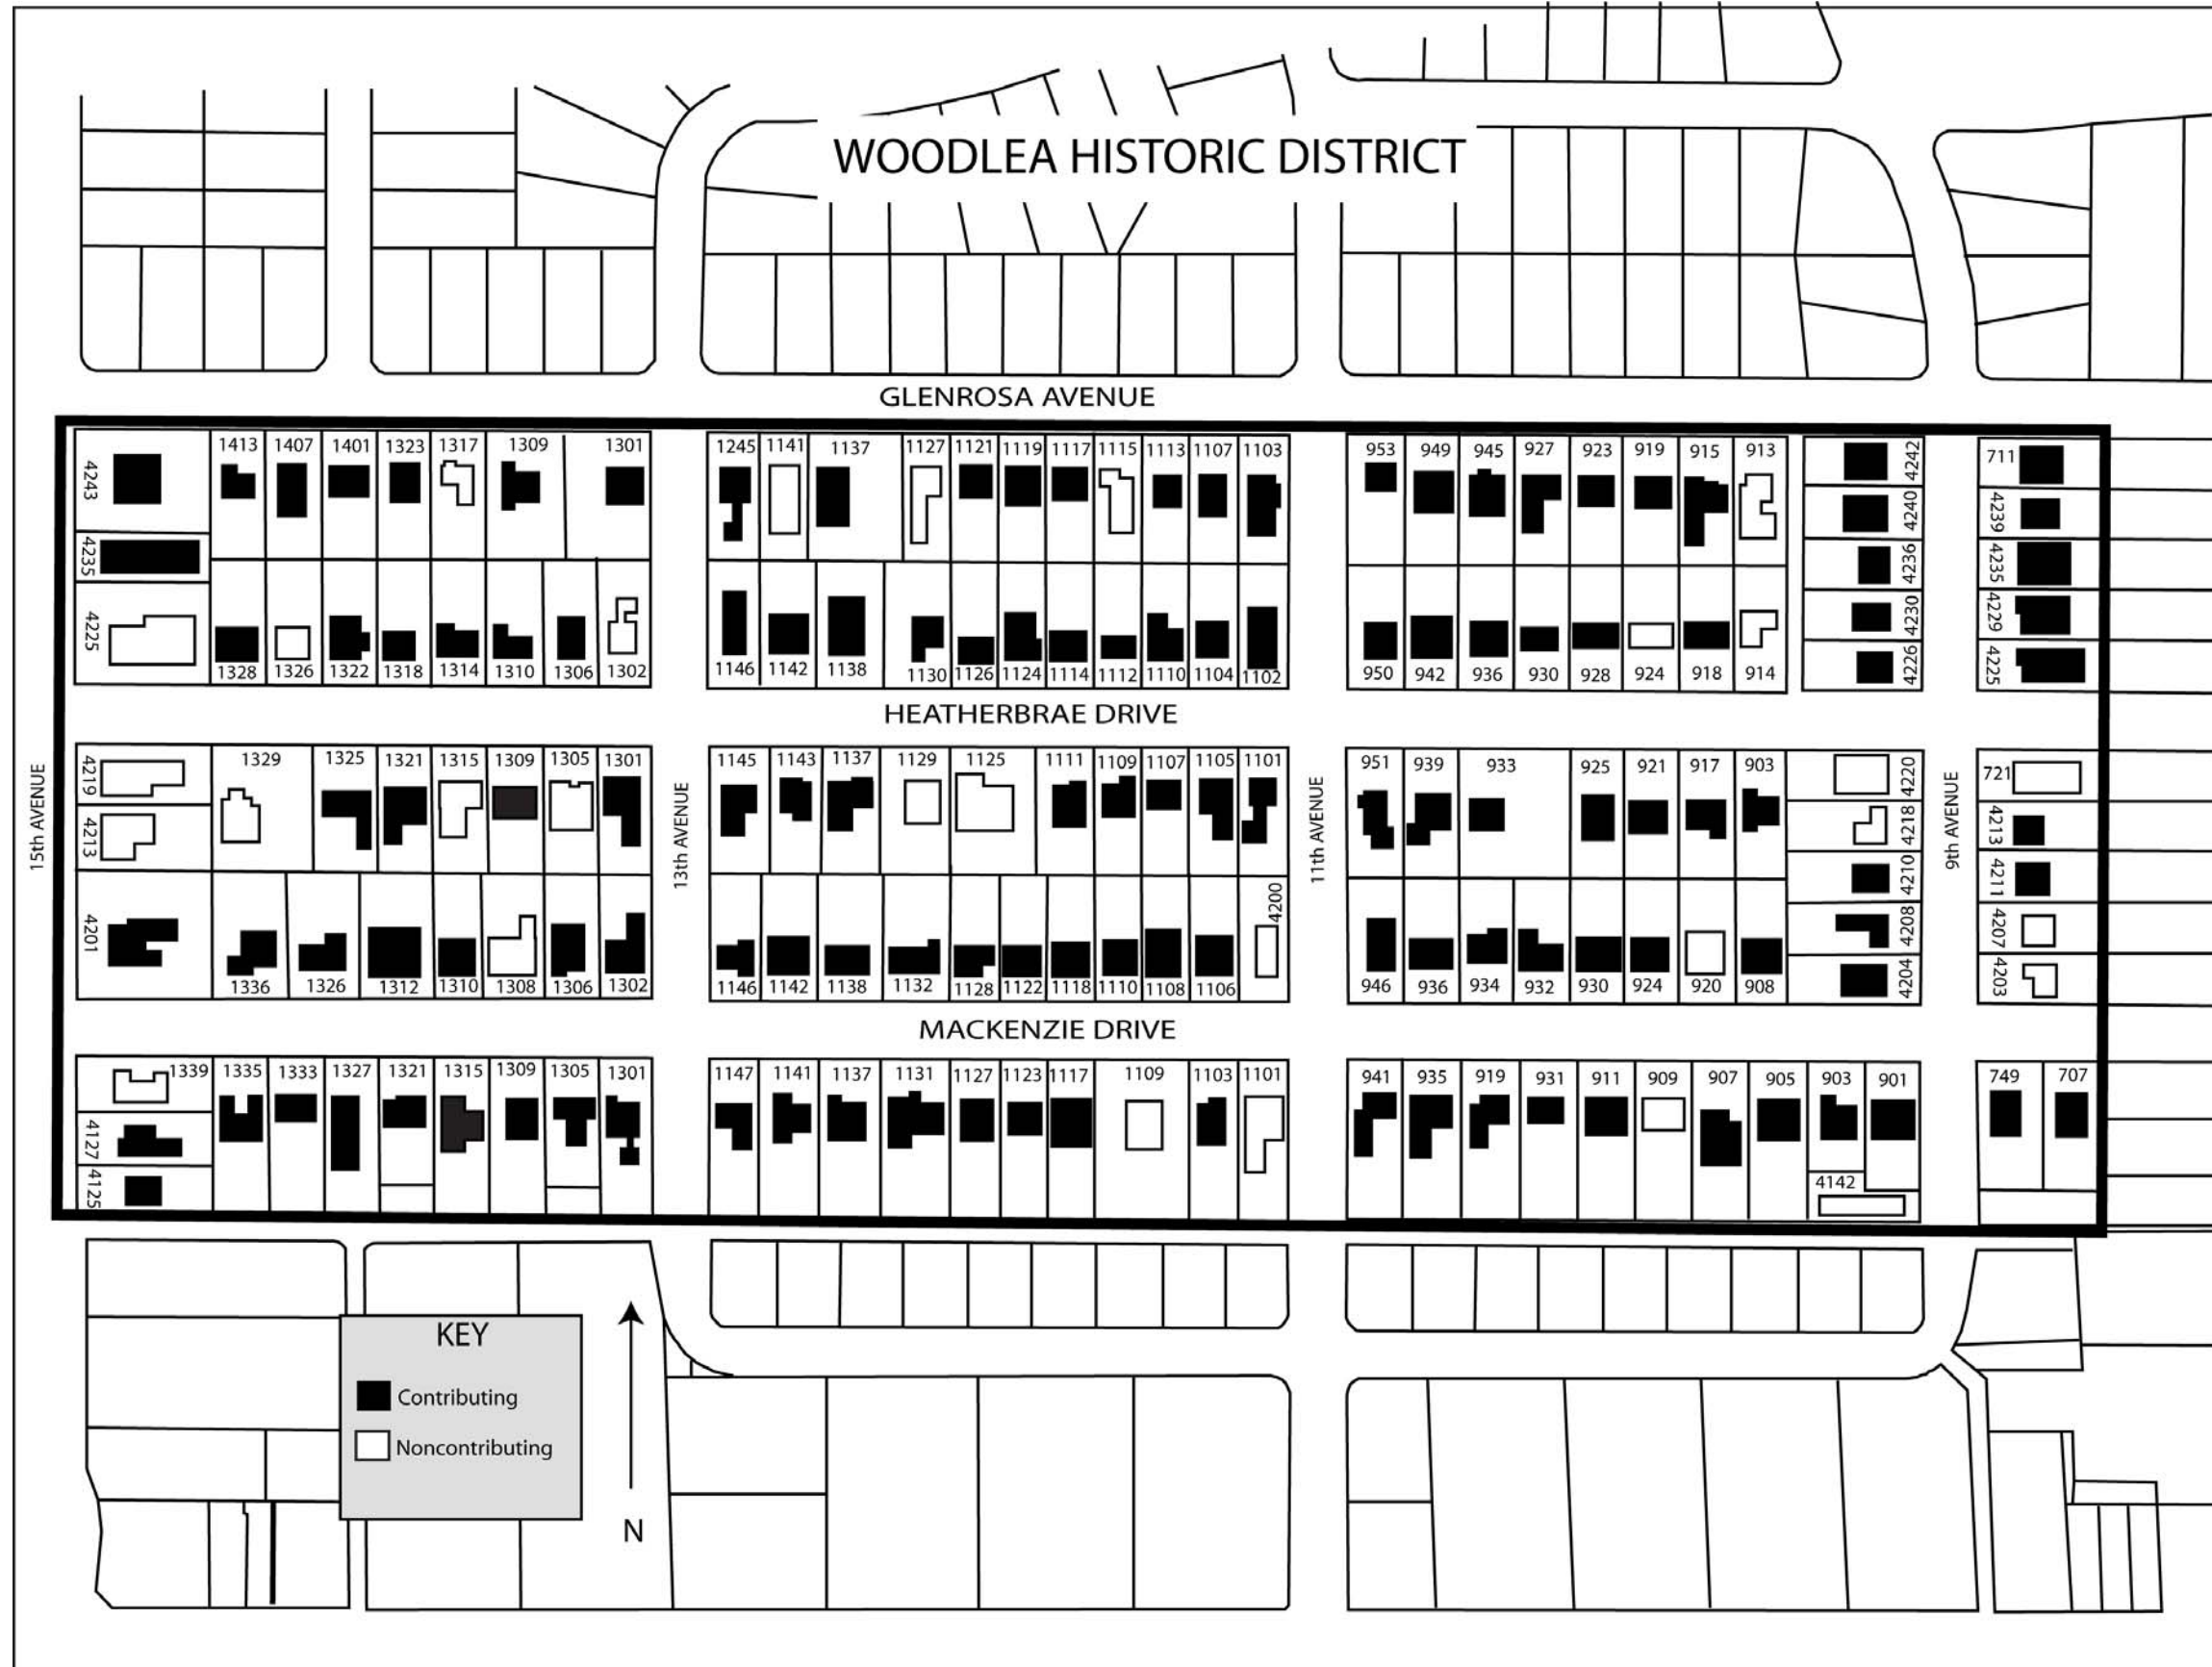 WOODLEA HISTORIC DISTRICT
GLENROSA AVENUE
4243
1413 1407 1401 1323 1317 1309 1301
1245 1141 1137 1127 1121 1119 1117 1115 1113 1107 1103
953 949 945 927 923 919 915 913
4242
711
4240
4239
4235
4236
4235
4225
4230
4229
4226
4225
1328 1326 1322 1318 1314 1310 1306 1302
1146 1142 1138 1130 1126 1124 1114 1112 1110 1104 1102
950 942 936 930 928 924 918 914
HEATHERBRAE DRIVE
15th AVENUE
13th AVENUE
11th AVENUE
9th AVENUE
4219
1329 1325 1321 1315 1309 1305 1301
1145 1143 1137 1129 1125 1111 1109 1107 1105 1101
951 939 933 925 921 917 903
4220
721
4213
4218
4213
4210
4211
4201
4200
4208
4207
4204
4203
1336 1326 1312 1310 1308 1306 1302
1146 1142 1138 1132 1128 1122 1118 1110 1108 1106
946 936 934 932 930 924 920 908
MACKENZIE DRIVE
1339 1335 1333 1327 1321 1315 1309 1305 1301
1147 1141 1137 1131 1127 1123 1117 1109 1103 1101
941 935 919 931 911 909 907 905 903 901
749 707
4127
4125
4142
KEY
Contributing
Noncontributing
N